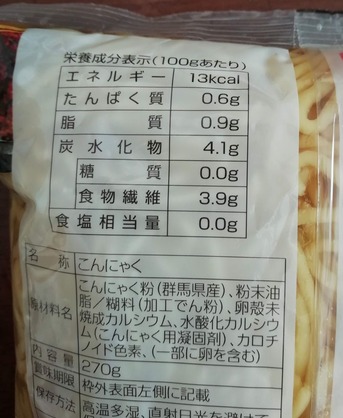 栄養成分表示(100gあたり)
エネルギー 13kcal
たんぱく質 0.6g
脂質 0.9g
炭水化物 4.1g
糖質 0.0g
食物繊維 3.9g
食塩相当量 0.0g
名称 こんにゃく
原材料名 こんにゃく粉(群馬県産)、粉末油
脂／糊料(加工でん粉)、卵殻末
焼成カルシウム、水酸化カルシウ
ム(こんにゃく用凝固剤)、カロチ
ノイド色素、(一部に卵を含む)
内容量 270g
賞味期限 枠外表面左側に記載
保存方法 高温多湿、直射日光を避けて